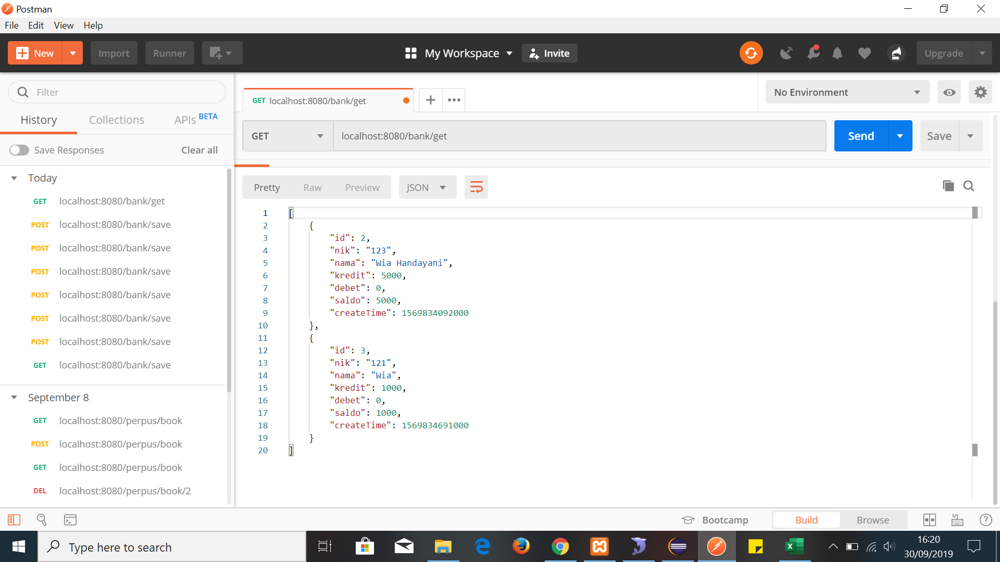 Postman
File Edit View Help
New Import Runner My Workspace Invite Upgrade
Filter
History Collections APIs BETA
Save Responses Clear all
Today
GET localhost:8080/bank/get
POST localhost:8080/bank/save
POST localhost:8080/bank/save
POST localhost:8080/bank/save
POST localhost:8080/bank/save
POST localhost:8080/bank/save
POST localhost:8080/bank/save
GET localhost:8080/bank/save
September 8
GET localhost:8080/perpus/book
POST localhost:8080/perpus/book
GET localhost:8080/perpus/book
DEL localhost:8080/perpus/book/2
GET localhost:8080/bank/get
No Environment
GET localhost:8080/bank/get Send Save
Pretty Raw Preview JSON
1 [
2 {
3 "id": 2,
4 "nik": "123",
5 "nama": "Wia Handayani",
6 "kredit": 5000,
7 "debet": 0,
8 "saldo": 5000,
9 "createTime": 1569834092000
10 },
11 {
12 "id": 3,
13 "nik": "121",
14 "nama": "Wia",
15 "kredit": 1000,
16 "debet": 0,
17 "saldo": 1000,
18 "createTime": 1569834691000
19 }
20 ]
Bootcamp Build Browse
Type here to search
16:20
30/09/2019